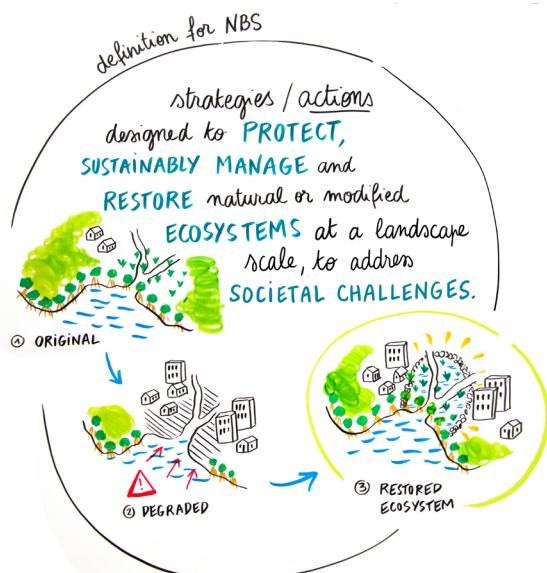 definition for NBS
strategies / actions
designed to PROTECT,
SUSTAINABLY MANAGE and
RESTORE natural or modified
ECOSYSTEMS at a landscape
scale, to address
SOCIETAL CHALLENGES.
① ORIGINAL
② DEGRADED
③ RESTORED
ECOSYSTEM